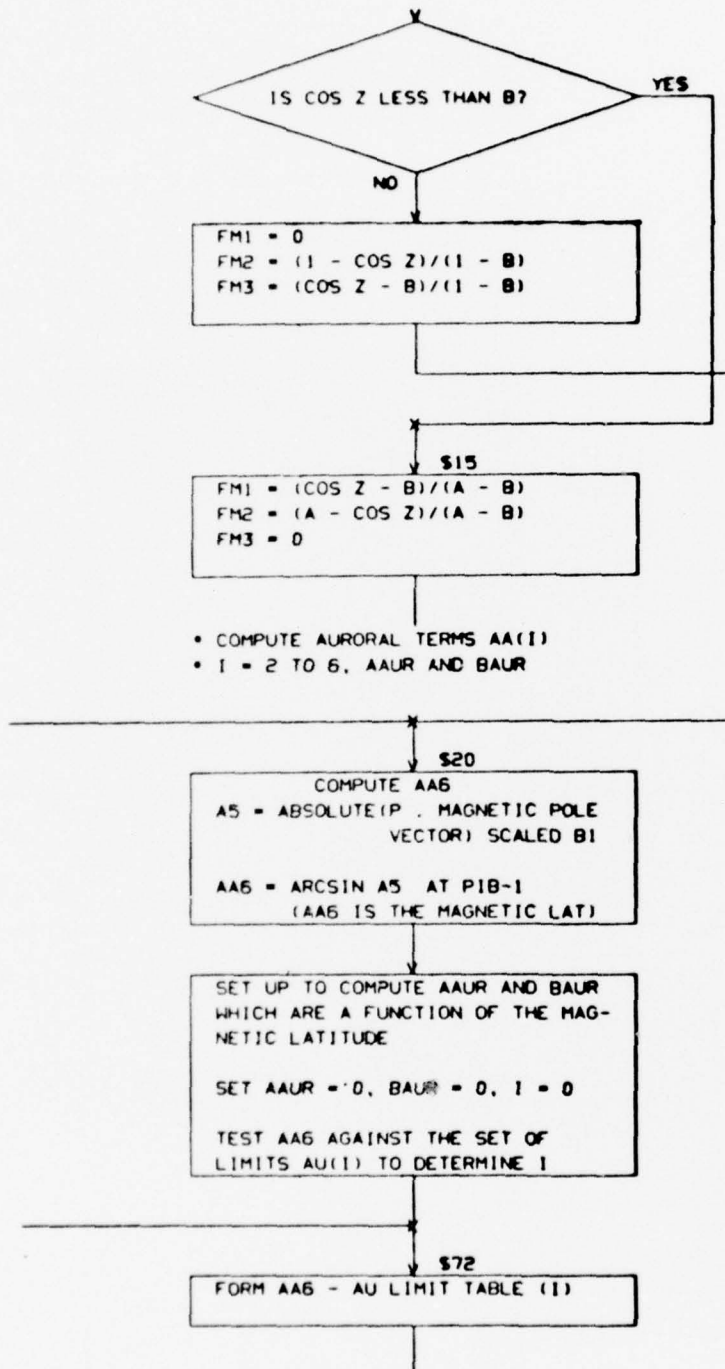 IS COS Z LESS THAN B?
YES
NO
FM1 = 0
FM2 = (1 - COS Z)/(1 - B)
FM3 = (COS Z - B)/(1 - B)
$15
FM1 = (COS Z - B)/(A - B)
FM2 = (A - COS Z)/(A - B)
FM3 = 0
• COMPUTE AURORAL TERMS AA(I)
• I = 2 TO 6, AAUR AND BAUR
$20
COMPUTE AA6
A5 = ABSOLUTE(P . MAGNETIC POLE
VECTOR) SCALED B1
AA6 = ARCSIN A5 AT PIB-1
(AA6 IS THE MAGNETIC LAT)
SET UP TO COMPUTE AAUR AND BAUR
WHICH ARE A FUNCTION OF THE MAG-
NETIC LATITUDE
SET AAUR = 0, BAUR = 0, I = 0
TEST AA6 AGAINST THE SET OF
LIMITS AU(I) TO DETERMINE I
$72
FORM AA6 - AU LIMIT TABLE (I)